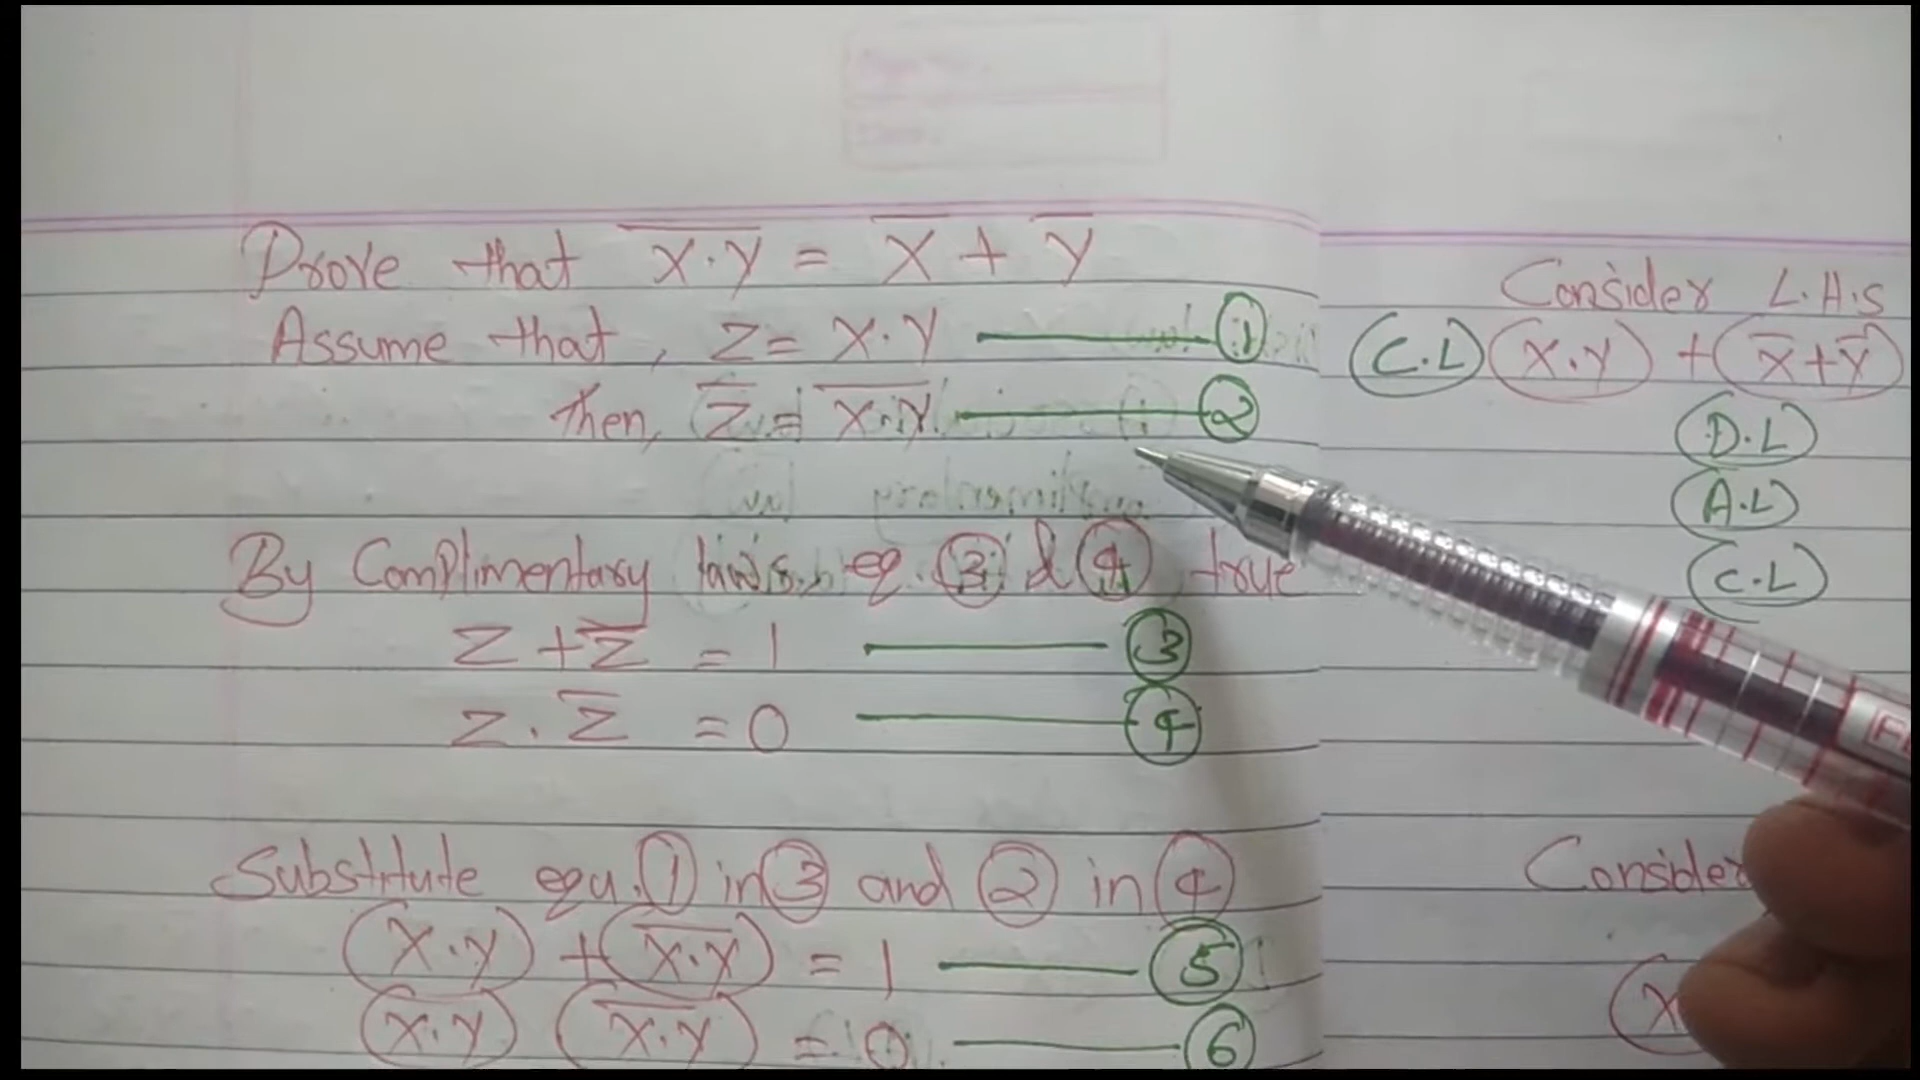 Prove that X̅·̅Y̅ = X̅ + Y̅
Assume that, Z = X·Y ——— ①
Then, Z̅ = X̅·̅Y̅ ——— ②
By Complimentary laws, eq. ③ & ④ true
Z + Z̅ = 1 ——— ③
Z · Z̅ = 0 ——— ④
Substitute equ. ① in ③ and ② in ④
(X·Y) + (X̅·̅Y̅) = 1 ——— ⑤
(X·Y) (X̅·̅Y̅) = 0 ——— ⑥
Consider L.H.S
C.L (X·Y) + (X̅+Y̅)
D.L
A.L
C.L
Consider
(X